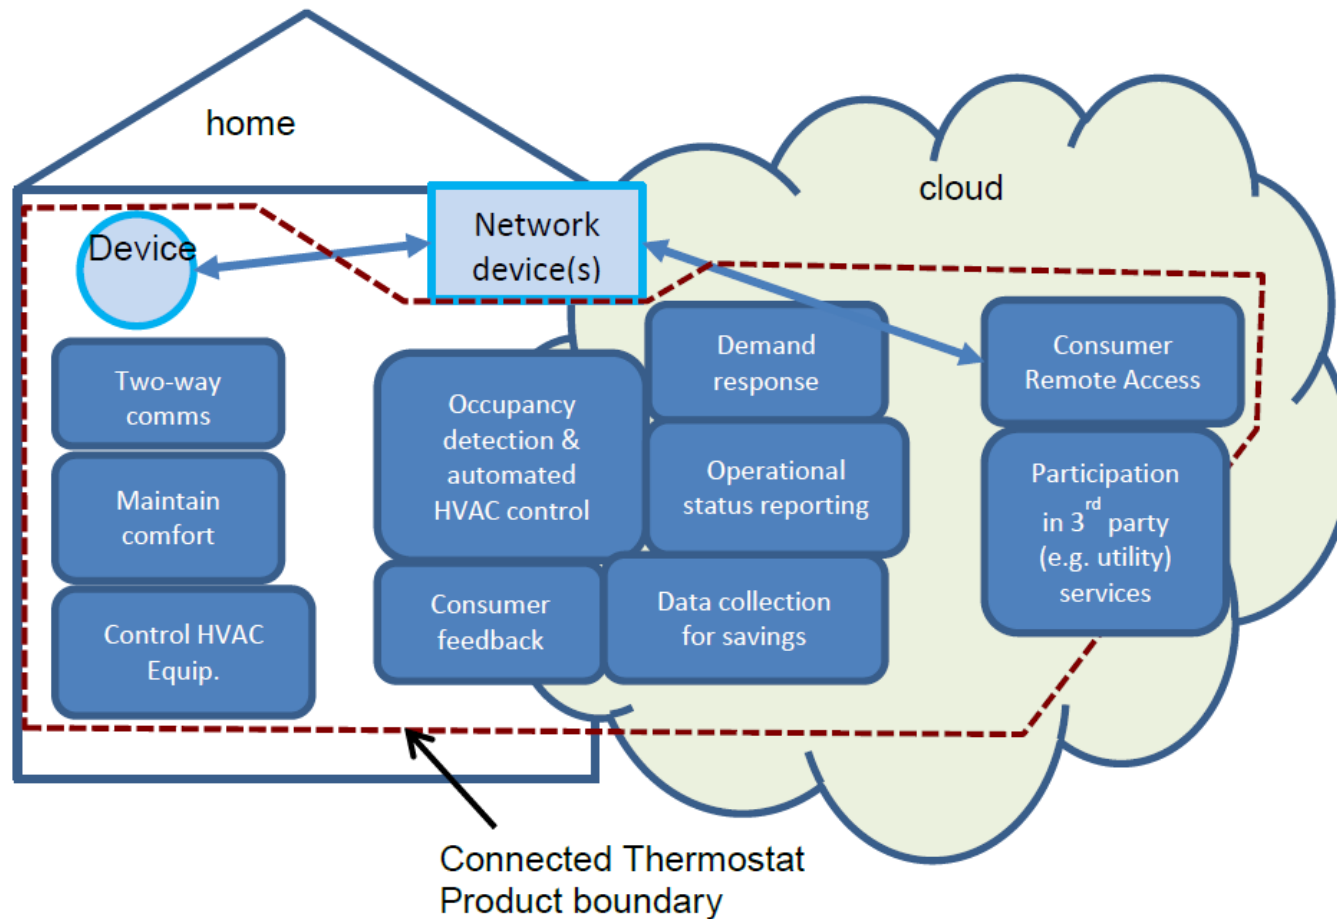 home
cloud
Device
Network
device(s)
Two-way
comms
Maintain
comfort
Control HVAC
Equip.
Occupancy
detection &
automated
HVAC control
Consumer
feedback
Demand
response
Operational
status reporting
Data collection
for savings
Consumer
Remote Access
Participation
in 3rd party
(e.g. utility)
services
Connected Thermostat
Product boundary